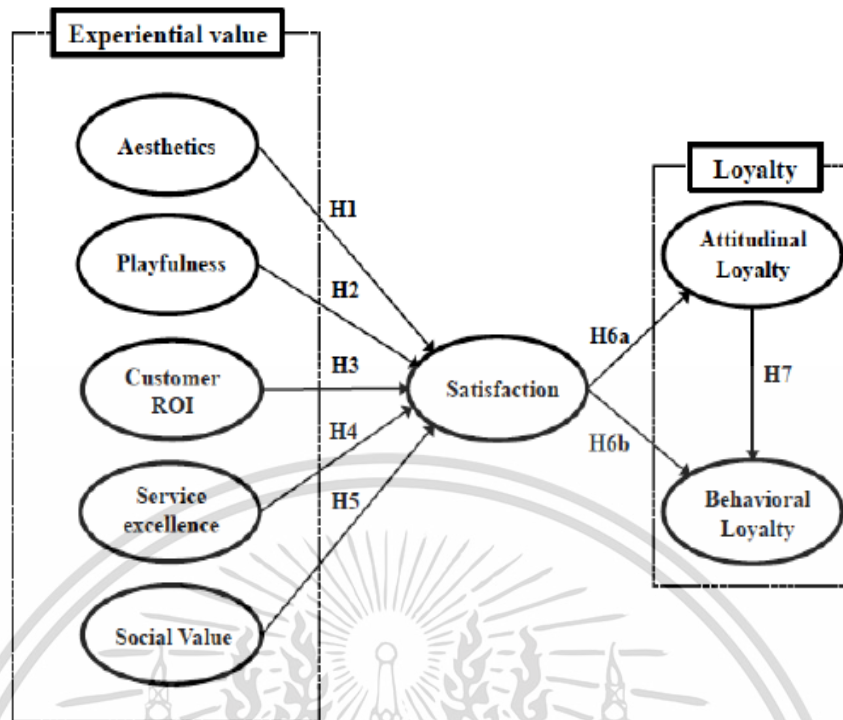 Experiential value
Aesthetics
Playfulness
Customer
ROI
Service
excellence
Social Value
H1
H2
H3
H4
H5
Satisfaction
H6a
H6b
Loyalty
Attitudinal
Loyalty
H7
Behavioral
Loyalty